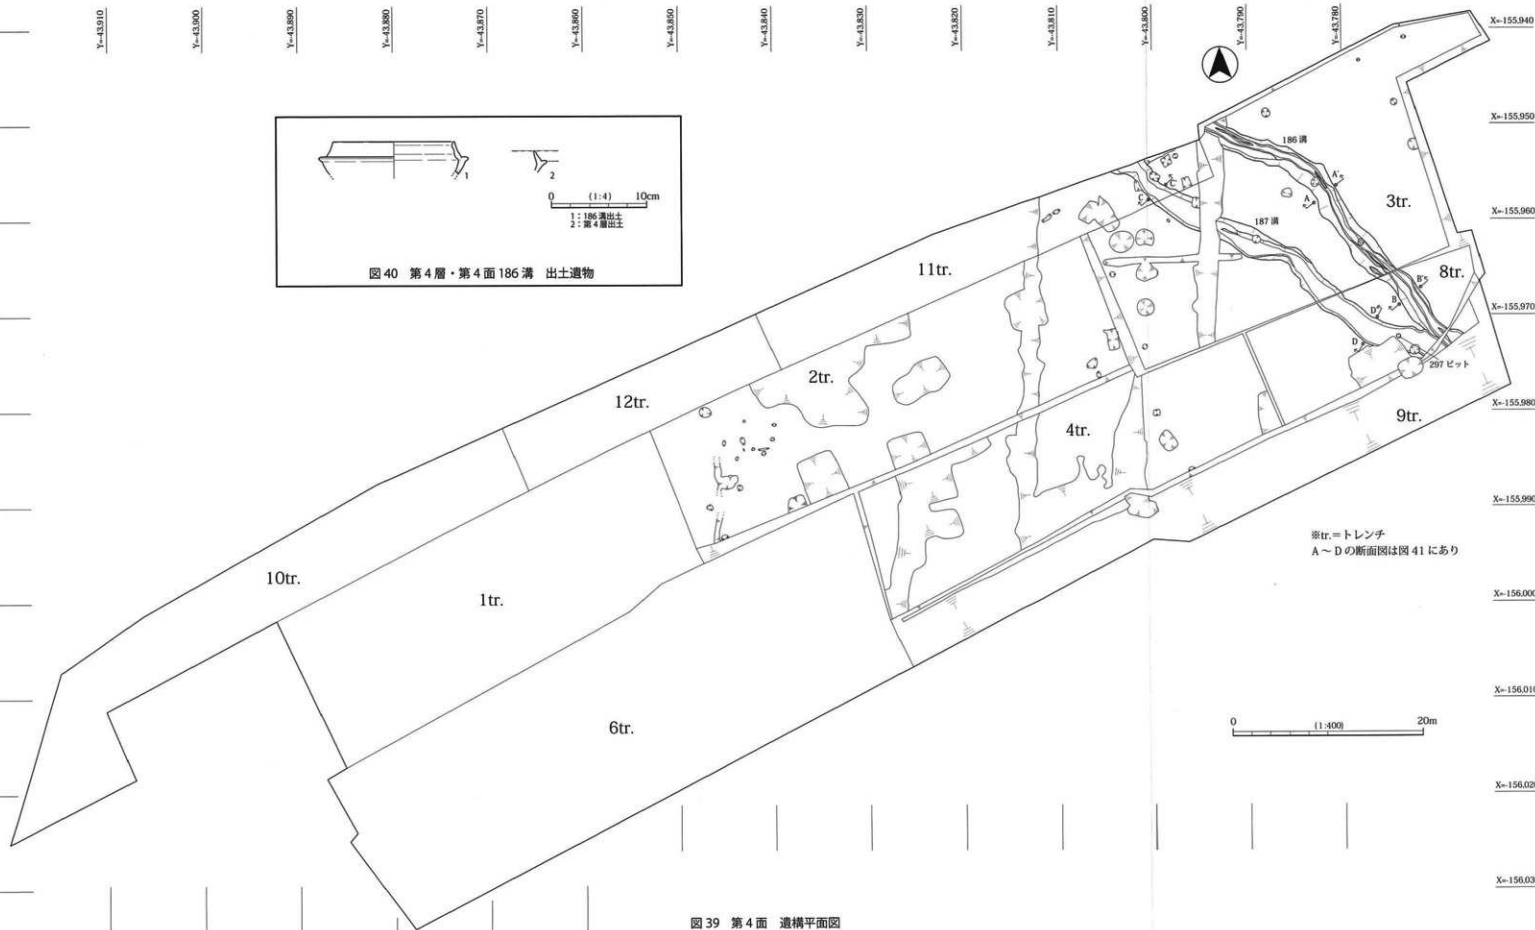 Y=-43,910
Y=-43,900
Y=-43,890
Y=-43,880
Y=-43,870
Y=-43,860
Y=-43,850
Y=-43,840
Y=-43,830
Y=-43,820
Y=-43,810
Y=-43,800
Y=-43,790
Y=-43,780
X=-155,940
X=-155,950
X=-155,960
X=-155,970
X=-155,980
X=-155,990
X=-156,000
X=-156,010
X=-156,020
X=-156,030
1
2
0 (1:4) 10cm
1：186溝出土
2：第4層出土
図40 第4層・第4面186溝 出土遺物
186溝
A'
A
3tr.
C'
C
187溝
11tr.
8tr.
B'
B
D'
D
297ピット
2tr.
12tr.
4tr.
9tr.
※tr.=トレンチ
A～Dの断面図は図41にあり
10tr.
1tr.
6tr.
0 (1:400) 20m
図39 第4面 遺構平面図